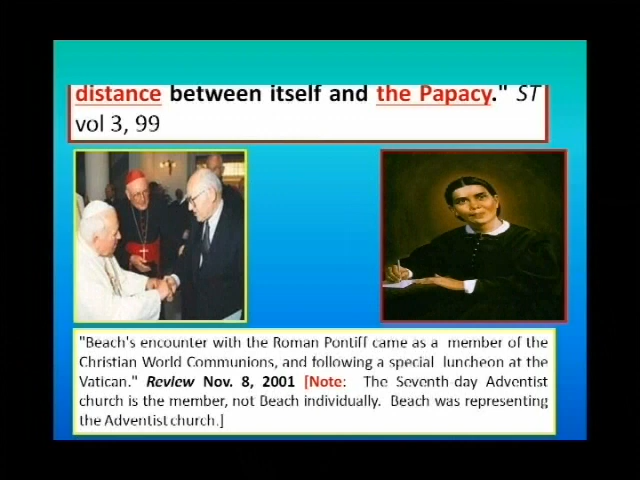 distance between itself and the Papacy." ST
vol 3, 99
"Beach's encounter with the Roman Pontiff came as a member of the
Christian World Communions, and following a special luncheon at the
Vatican." Review Nov. 8, 2001 [Note: The Seventh-day Adventist
church is the member, not Beach individually. Beach was representing
the Adventist church.]